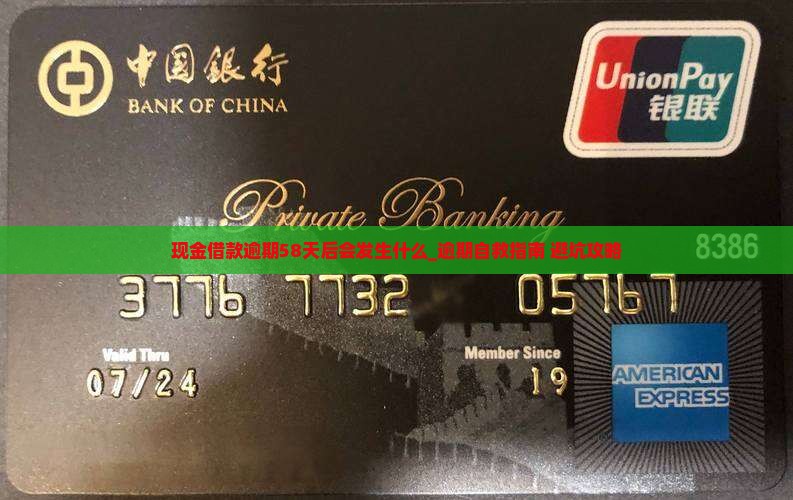 中国银行
BANK OF CHINA
UnionPay
银联
Private Banking
现金借款逾期58天后会发生什么_逾期自救指南 避坑攻略
8386
3776 7732 05767
Valid Thru
Member Since
07/24
19
AMERICAN
EXPRESS